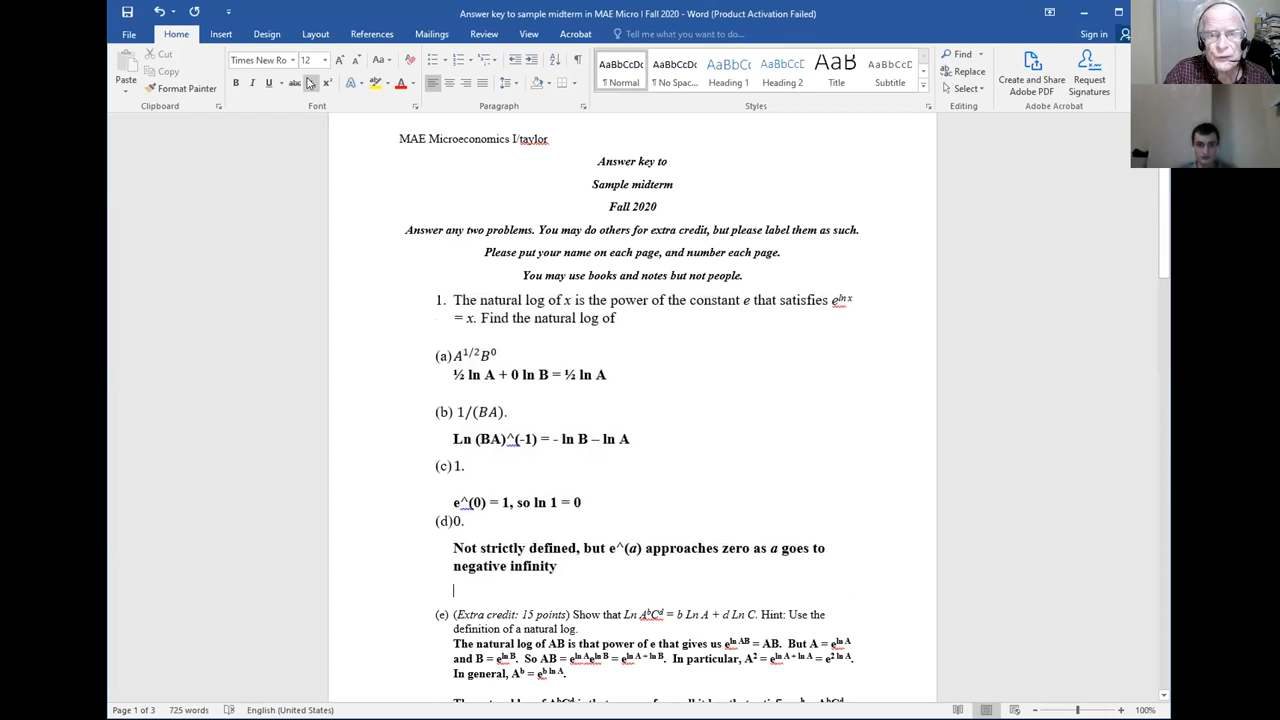 Answer key to sample midterm in MAE Micro I Fall 2020 - Word (Product Activation Failed)
File Home Insert Design Layout References Mailings Review View Acrobat Tell me what you want to do... Sign in
Paste
Cut
Copy
Format Painter
Clipboard
Times New Ro 12
Font
Paragraph
AaBbCcDc AaBbCcDc AaBbCc AaBbCcC AaB AaBbCcC
¶ Normal ¶ No Spac... Heading 1 Heading 2 Title Subtitle
Styles
Find
Replace
Select
Editing
Create and Share Adobe PDF
Request Signatures
Adobe Acrobat
MAE Microeconomics I/taylor
Answer key to
Sample midterm
Fall 2020
Answer any two problems. You may do others for extra credit, but please label them as such.
Please put your name on each page, and number each page.
You may use books and notes but not people.
1. The natural log of x is the power of the constant e that satisfies e^{ln x}
= x. Find the natural log of
(a) A^{1/2}B^0
½ ln A + 0 ln B = ½ ln A
(b) 1/(BA).
Ln (BA)^(-1) = - ln B – ln A
(c) 1.
e^(0) = 1, so ln 1 = 0
(d) 0.
Not strictly defined, but e^(a) approaches zero as a goes to
negative infinity
(e) (Extra credit: 15 points) Show that Ln A^bC^d = b Ln A + d Ln C. Hint: Use the
definition of a natural log.
The natural log of AB is that power of e that gives us e^{ln AB} = AB. But A = e^{ln A}
and B = e^{ln B}. So AB = e^{ln A}e^{ln B} = e^{ln A + ln B}. In particular, A^2 = e^{ln A + ln A} = e^{2 ln A}.
In general, A^b = e^{b ln A}
Page 1 of 3 725 words English (United States) 100%